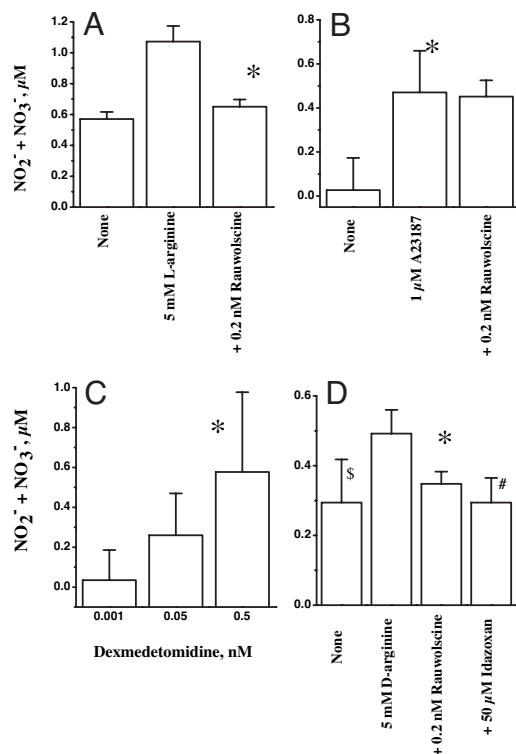 A
NO₂⁻ + NO₃⁻, µM
1.2
1.0
0.8
0.6
0.4
0.2
0.0
*
None
5 mM L-arginine
+ 0.2 nM Rauwolscine
B
0.6
0.4
0.2
0.0
*
None
1 µM A23187
+ 0.2 nM Rauwolscine
C
NO₂⁻ + NO₃⁻, µM
1.0
0.8
0.6
0.4
0.2
0.0
*
0.001 0.05 0.5
Dexmedetomidine, nM
D
0.6
0.4
0.2
0.0
$
*
#
None
5 mM D-arginine
+ 0.2 nM Rauwolscine
+ 50 µM Idazoxan